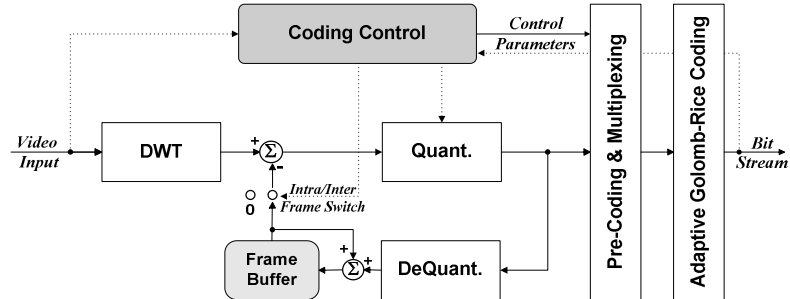 Coding Control
Control
Parameters
Video
Input
DWT
+
Σ
-
Quant.
Pre-Coding & Multiplexing
Adaptive Golomb-Rice Coding
Bit
Stream
0
Intra/Inter
Frame Switch
Frame
Buffer
+
Σ
+
DeQuant.